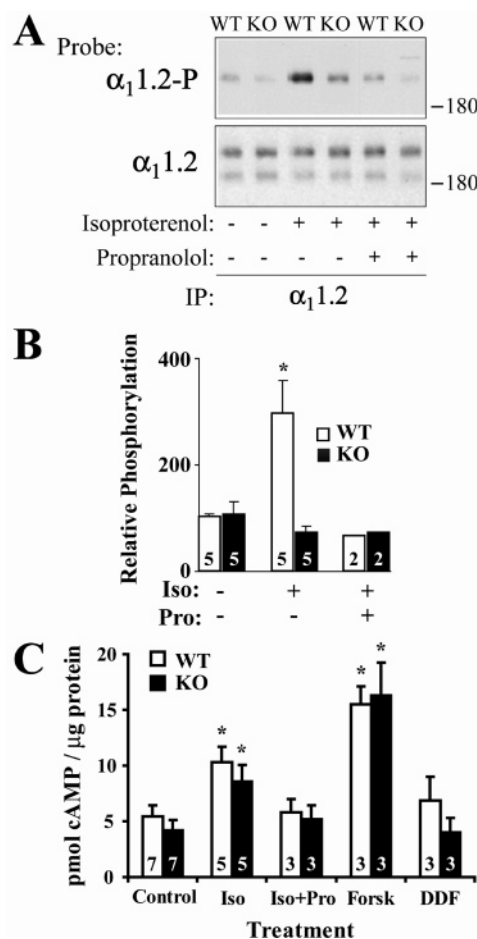 A
WT KO WT KO WT KO
Probe:
α₁1.2-P
–180
α₁1.2
–180
Isoproterenol: - - + + + +
Propranolol: - - - - + +
IP: α₁1.2
B
400
*
WT
KO
200
Relative Phosphorylation
0
5 5 5 5 2 2
Iso: - + +
Pro: - - +
C
20
WT
KO
* *
15
* *
10
5
0
pmol cAMP / µg protein
7 7 5 5 3 3 3 3 3 3
Control Iso Iso+Pro Forsk DDF
Treatment